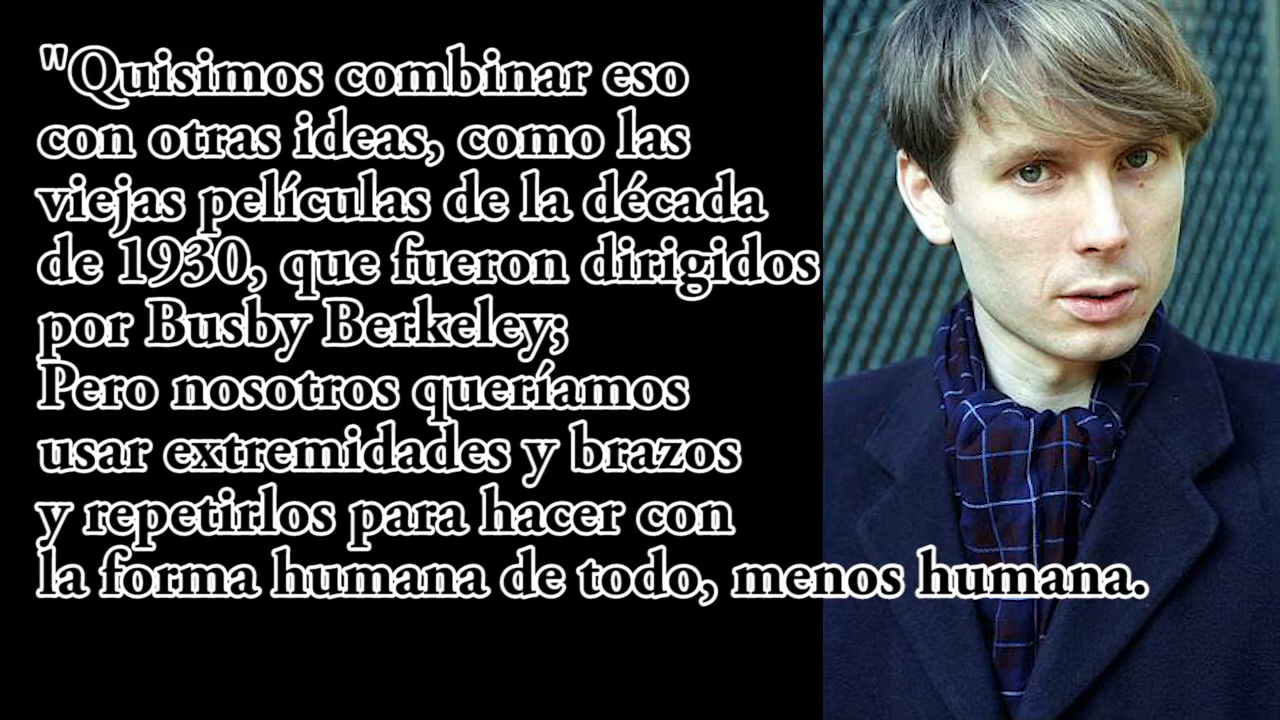 "Quisimos combinar eso
con otras ideas, como las
viejas películas de la década
de 1930, que fueron dirigidos
por Busby Berkeley;
Pero nosotros queríamos
usar extremidades y brazos
y repetirlos para hacer con
la forma humana de todo, menos humana.